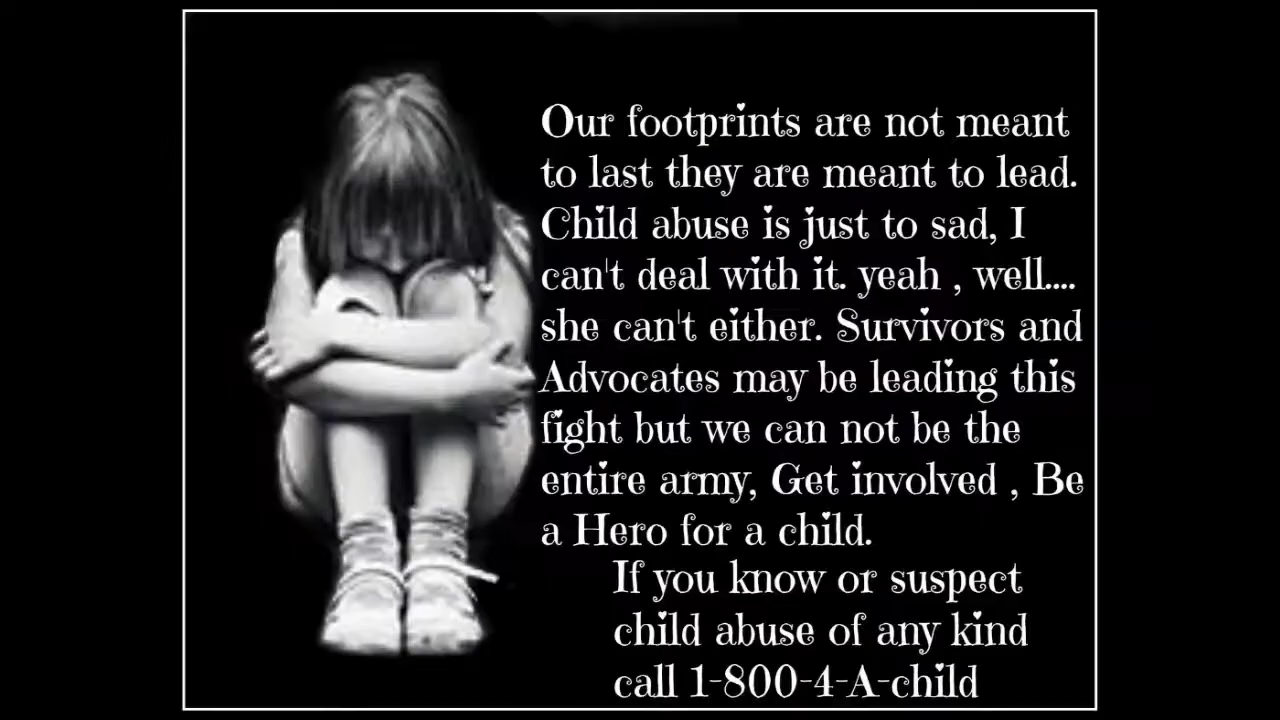 Our footprints are not meant
to last they are meant to lead.
Child abuse is just to sad, I
can't deal with it. yeah , well....
she can't either. Survivors and
Advocates may be leading this
fight but we can not be the
entire army, Get involved , Be
a Hero for a child.
If you know or suspect
child abuse of any kind
call 1-800-4-A-child